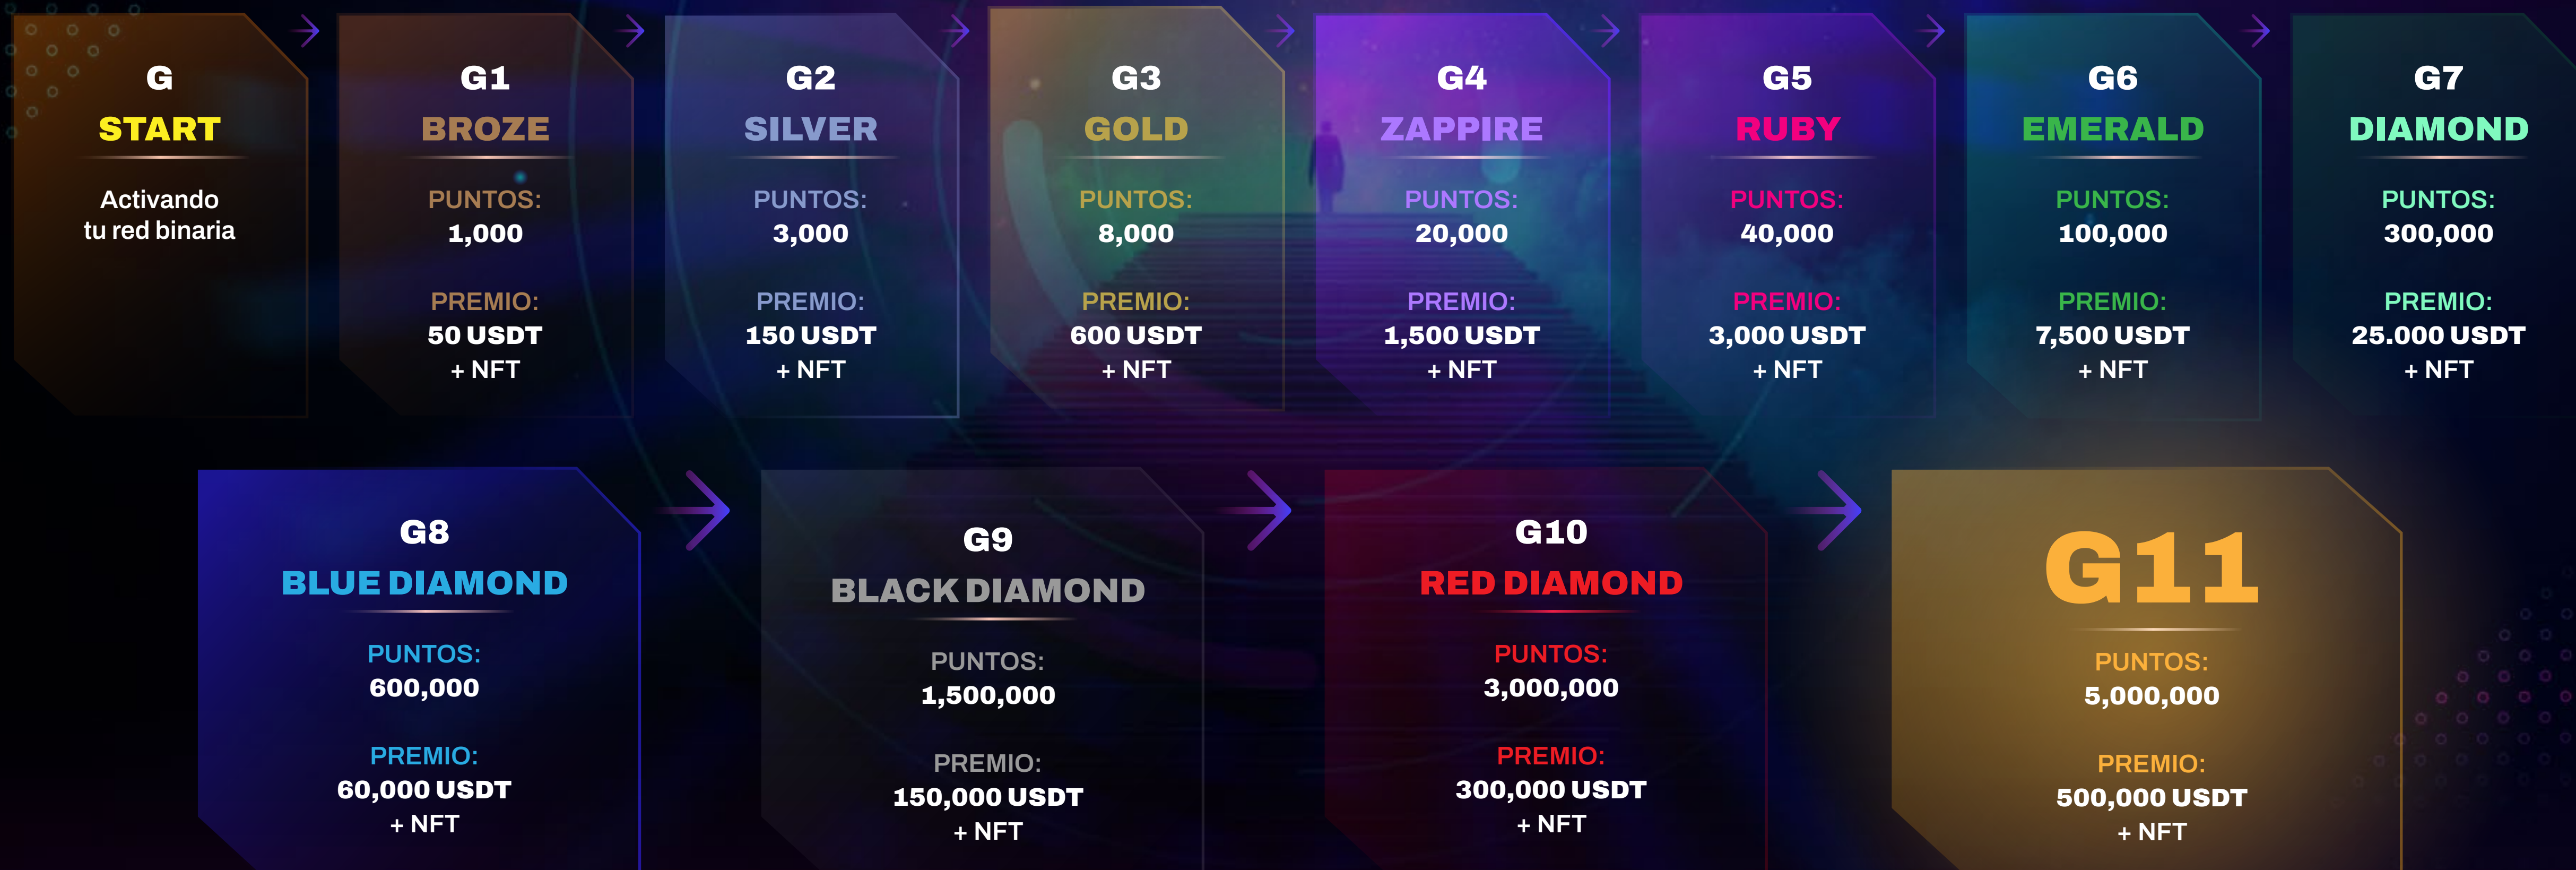 G
START
Activando
tu red binaria
G1
BROZE
PUNTOS:
1,000
PREMIO:
50 USDT
+ NFT
G2
SILVER
PUNTOS:
3,000
PREMIO:
150 USDT
+ NFT
G3
GOLD
PUNTOS:
8,000
PREMIO:
600 USDT
+ NFT
G4
ZAPPIRE
PUNTOS:
20,000
PREMIO:
1,500 USDT
+ NFT
G5
RUBY
PUNTOS:
40,000
PREMIO:
3,000 USDT
+ NFT
G6
EMERALD
PUNTOS:
100,000
PREMIO:
7,500 USDT
+ NFT
G7
DIAMOND
PUNTOS:
300,000
PREMIO:
25.000 USDT
+ NFT
G8
BLUE DIAMOND
PUNTOS:
600,000
PREMIO:
60,000 USDT
+ NFT
G9
BLACK DIAMOND
PUNTOS:
1,500,000
PREMIO:
150,000 USDT
+ NFT
G10
RED DIAMOND
PUNTOS:
3,000,000
PREMIO:
300,000 USDT
+ NFT
G11
PUNTOS:
5,000,000
PREMIO:
500,000 USDT
+ NFT